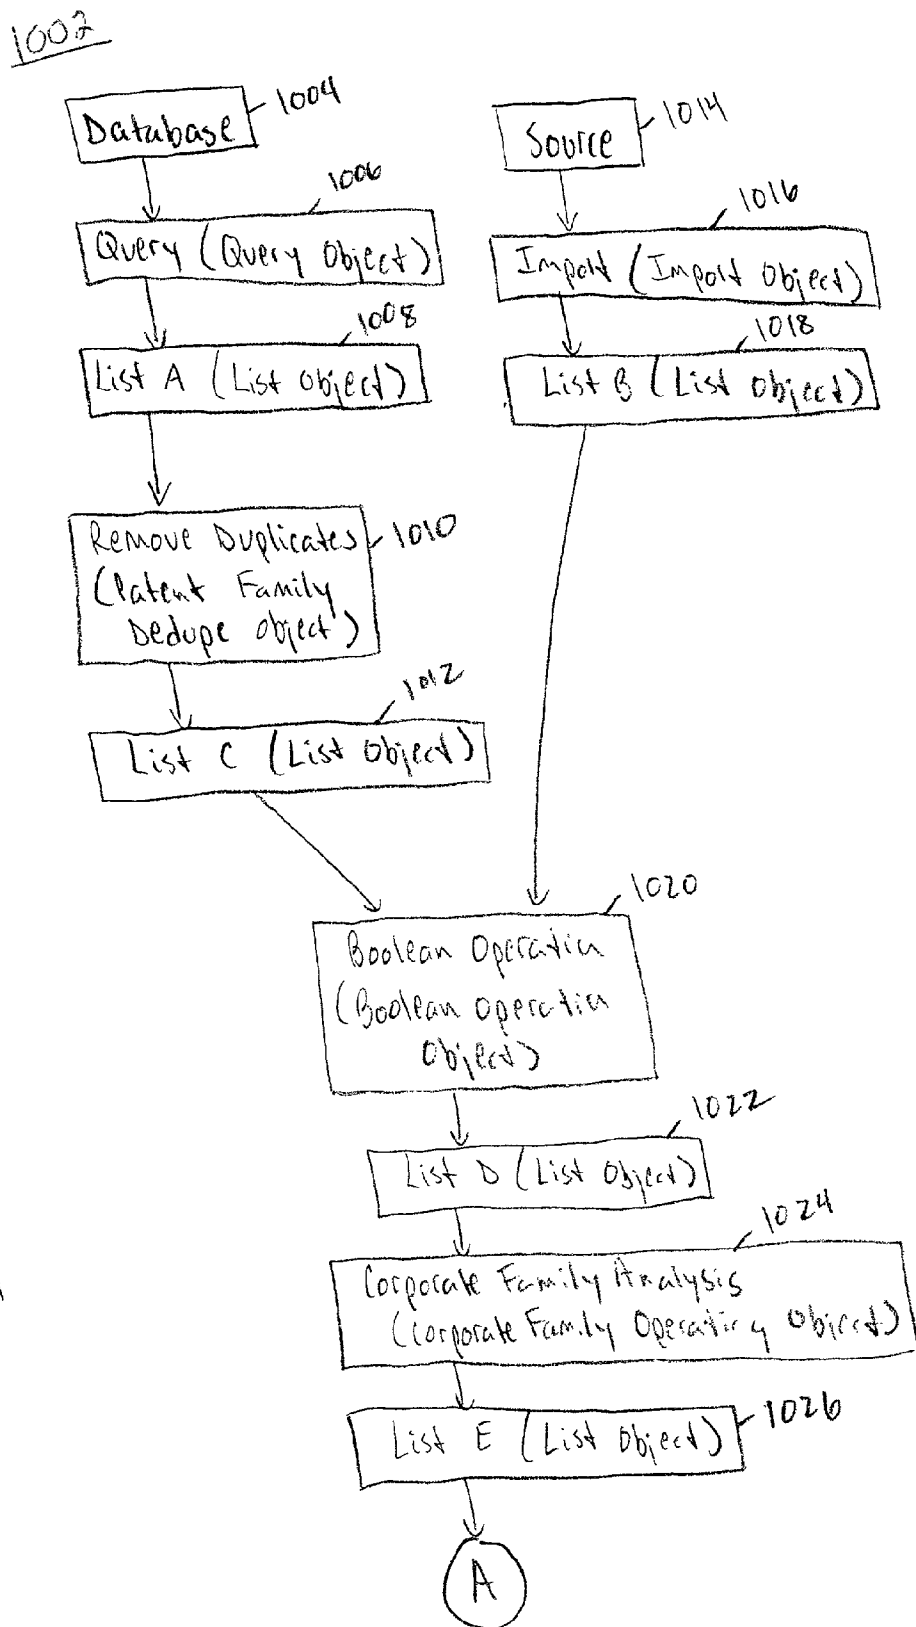 1002
Database
1004
Source
1014
1006
Query (Query Object)
1016
Import (Import Object)
1008
List A (List Object)
1018
List B (List Object)
Remove Duplicates
(Patent Family
Dedupe Object)
1010
1012
List C (List Object)
1020
Boolean Operation
(Boolean Operation
Object)
1022
List D (List Object)
1024
Corporate Family Analysis
(Corporate Family Operating Object)
1026
List E (List Object)
A